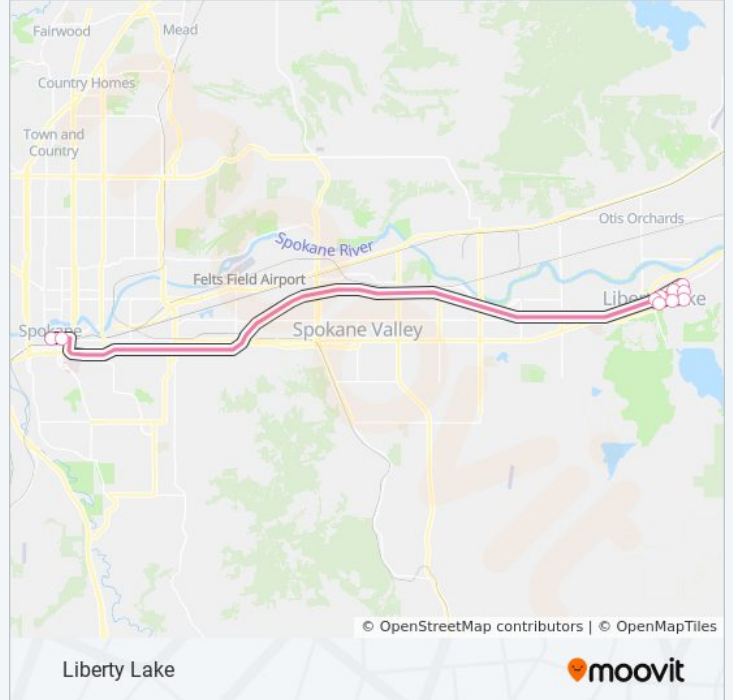 Fairwood
Mead
Country Homes
Town and
Country
Otis Orchards
Spokane River
Felts Field Airport
Spokane
Spokane Valley
© OpenStreetMap contributors | © OpenMapTiles
Liberty Lake
moovit